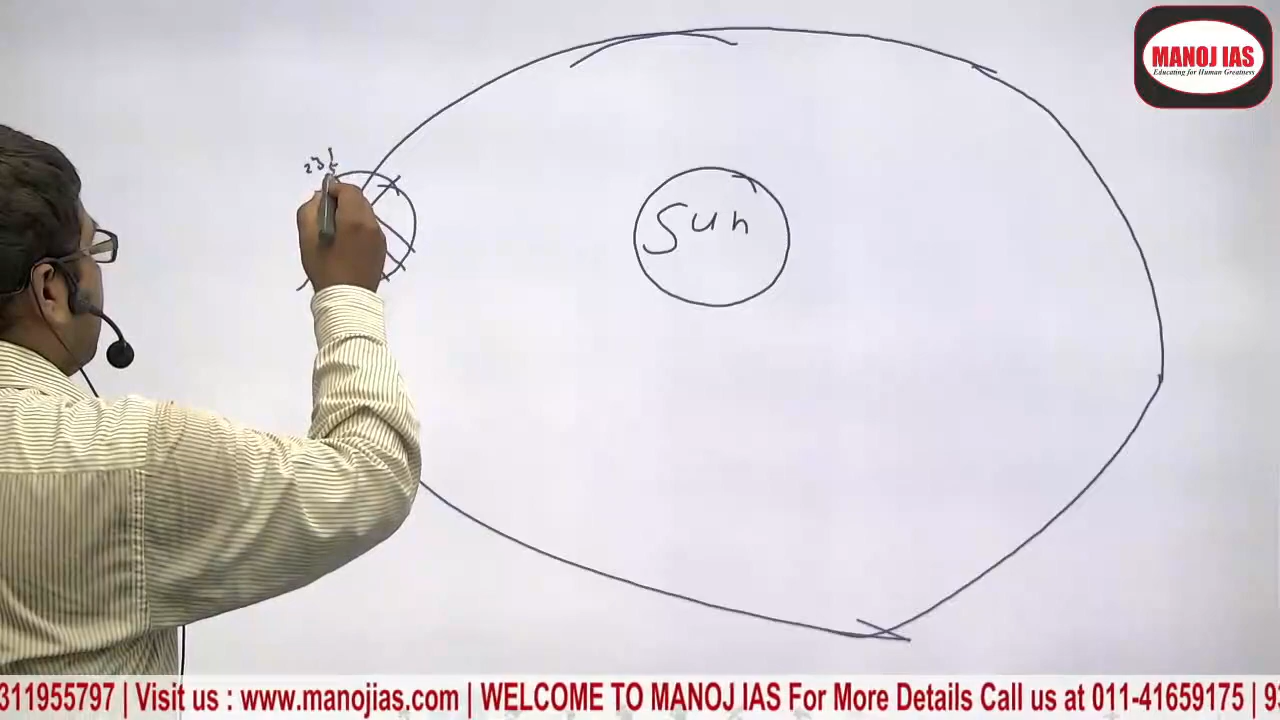 MANOJ IAS
Educating for Human Greatness
Sun
311955797 | Visit us : www.manojias.com | WELCOME TO MANOJ IAS For More Details Call us at 011-41659175 | 93